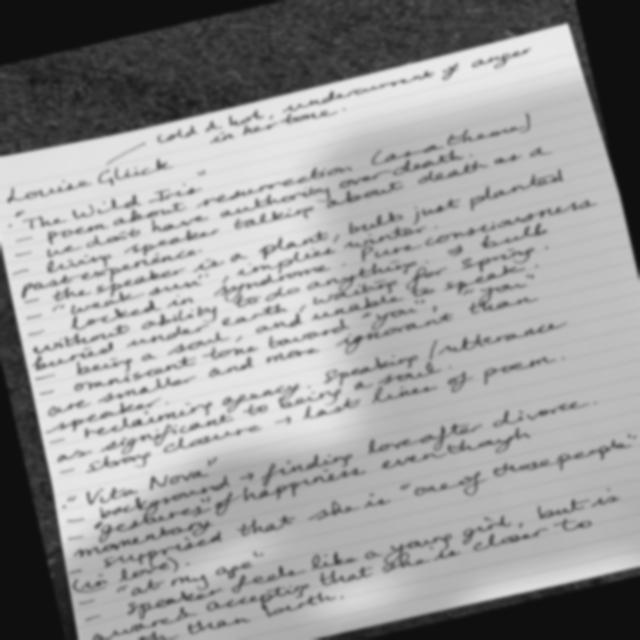 cold & hot, undercurrent of anger
in her tone.
Louise Glück
"The Wild Iris"
— poem about resurrection (as a theme)
— we don't have authority over death.
— living speaker talking about death as a
past experience.
— the speaker is a plant, bulb just planted
— "weak sun" implies winter.
— Locked in syndrome. Pure consciousness
without ability to do anything. of bulb
buried under earth, waiting for Spring.
— being a soul, and unable to speak.
— omniscient tone toward "you" "you"
are smaller and more ignorant than
speaker.
— reclaiming agency. Speaking / utterance
as significant to being a soul.
— strong closure → last lines of poem.
"Vita Nova"
— background → finding love after divorce.
— gestures of happiness even though
momentary.
— surprised that she is "one of those people"
(in love).
— "at my age"
— speaker feels like a young girl, but is
aware & accepting that she is closer to
than birth.